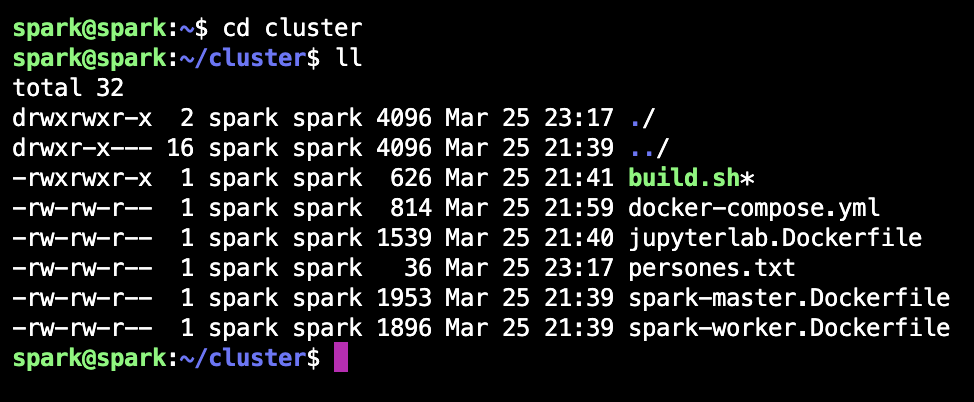 spark@spark:~$ cd cluster
spark@spark:~/cluster$ ll
total 32
drwxrwxr-x  2 spark spark 4096 Mar 25 23:17 ./
drwxr-x--- 16 spark spark 4096 Mar 25 21:39 ../
-rwxrwxr-x  1 spark spark  626 Mar 25 21:41 build.sh*
-rw-rw-r--  1 spark spark  814 Mar 25 21:59 docker-compose.yml
-rw-rw-r--  1 spark spark 1539 Mar 25 21:40 jupyterlab.Dockerfile
-rw-rw-r--  1 spark spark   36 Mar 25 23:17 persones.txt
-rw-rw-r--  1 spark spark 1953 Mar 25 21:39 spark-master.Dockerfile
-rw-rw-r--  1 spark spark 1896 Mar 25 21:39 spark-worker.Dockerfile
spark@spark:~/cluster$